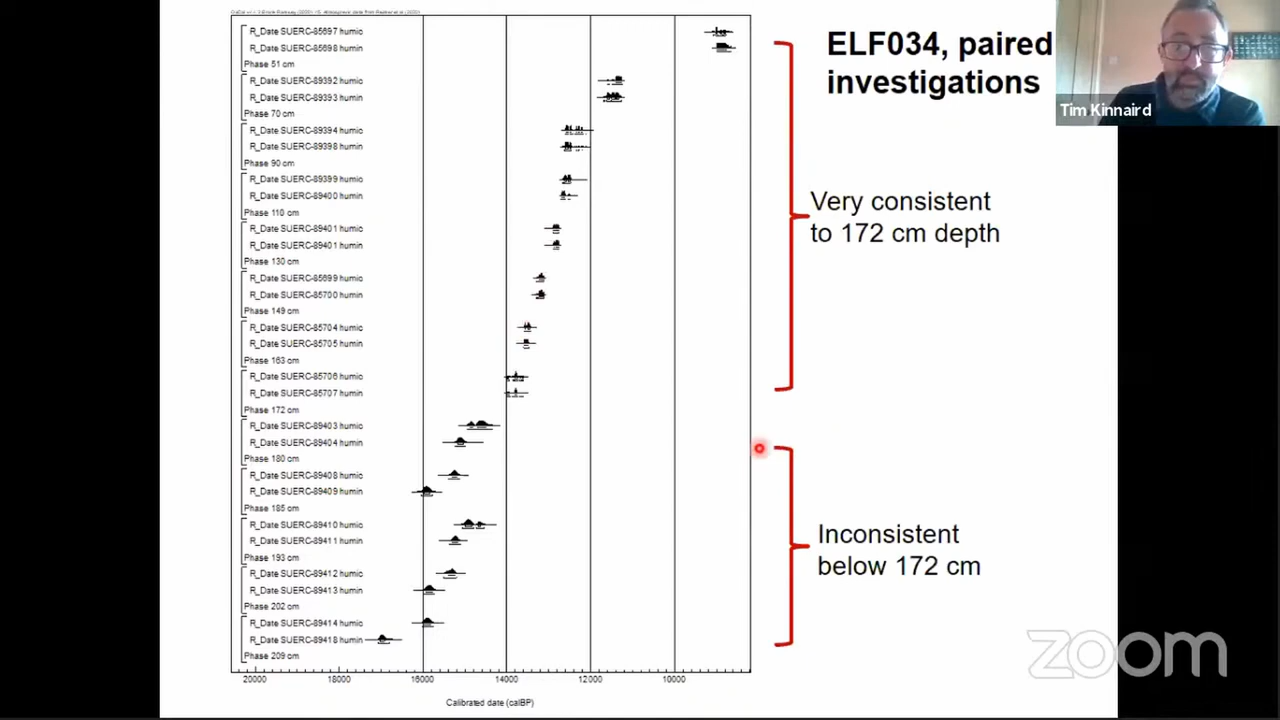 R_Date SUERC-85697 humic
R_Date SUERC-85698 humin
Phase 51 cm
R_Date SUERC-89392 humic
R_Date SUERC-89393 humin
Phase 70 cm
R_Date SUERC-89394 humic
R_Date SUERC-89398 humin
Phase 90 cm
R_Date SUERC-89399 humic
R_Date SUERC-89400 humin
Phase 110 cm
R_Date SUERC-89401 humic
R_Date SUERC-89401 humin
Phase 130 cm
R_Date SUERC-85699 humic
R_Date SUERC-85700 humin
Phase 149 cm
R_Date SUERC-85704 humic
R_Date SUERC-85705 humin
Phase 163 cm
R_Date SUERC-85706 humic
R_Date SUERC-85707 humin
Phase 172 cm
R_Date SUERC-89403 humic
R_Date SUERC-89404 humin
Phase 180 cm
R_Date SUERC-89408 humic
R_Date SUERC-89409 humin
Phase 185 cm
R_Date SUERC-89410 humic
R_Date SUERC-89411 humin
Phase 193 cm
R_Date SUERC-89412 humic
R_Date SUERC-89413 humin
Phase 202 cm
R_Date SUERC-89414 humic
R_Date SUERC-89418 humin
Phase 209 cm
20000 18000 16000 14000 12000 10000
Calibrated date (calBP)
ELF034, paired
investigations
Tim Kinnaird
Very consistent
to 172 cm depth
Inconsistent
below 172 cm
zoom